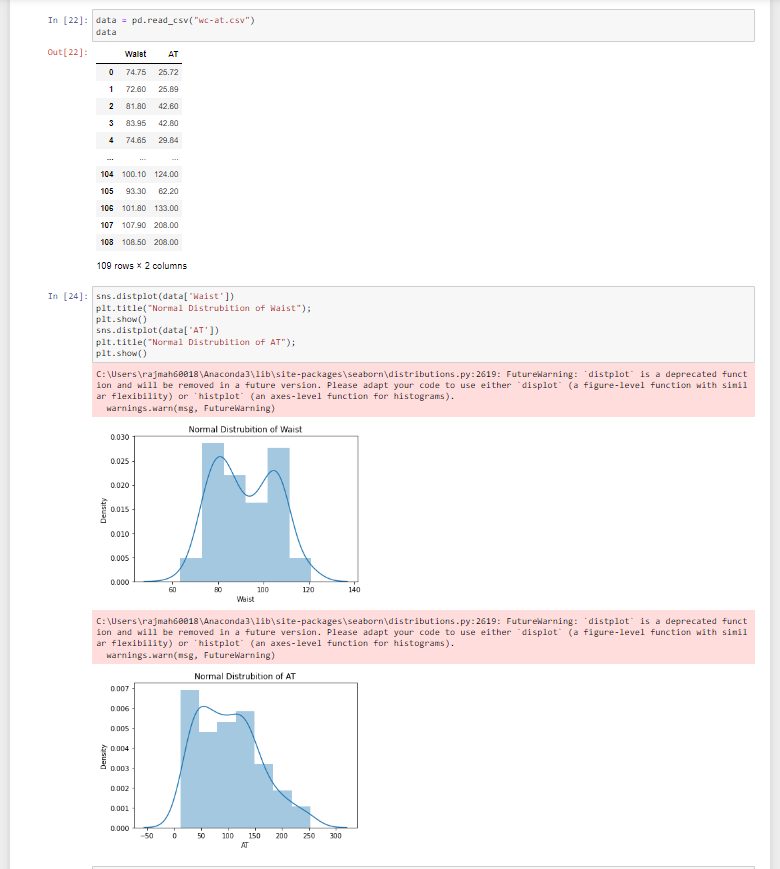 In [22]: data = pd.read_csv("wc-at.csv")
data
Out[22]:
Waist AT
0 74.75 25.72
1 72.60 25.89
2 81.80 42.60
3 83.95 42.80
4 74.65 29.84
... ... ...
104 100.10 124.00
105 93.30 62.20
106 101.80 133.00
107 107.90 208.00
108 108.50 208.00
109 rows × 2 columns
In [24]: sns.distplot(data['Waist'])
plt.title("Normal Distrubition of Waist");
plt.show()
sns.distplot(data['AT'])
plt.title("Normal Distrubition of AT");
plt.show()
C:\Users\rajmah60018\Anaconda3\lib\site-packages\seaborn\distributions.py:2619: FutureWarning: `distplot` is a deprecated funct
ion and will be removed in a future version. Please adapt your code to use either `displot` (a figure-level function with simil
ar flexibility) or `histplot` (an axes-level function for histograms).
warnings.warn(msg, FutureWarning)
Normal Distrubition of Waist
0.030
0.025
0.020
0.015
0.010
0.005
0.000
Density
60 80 100 120 140
Waist
C:\Users\rajmah60018\Anaconda3\lib\site-packages\seaborn\distributions.py:2619: FutureWarning: `distplot` is a deprecated funct
ion and will be removed in a future version. Please adapt your code to use either `displot` (a figure-level function with simil
ar flexibility) or `histplot` (an axes-level function for histograms).
warnings.warn(msg, FutureWarning)
Normal Distrubition of AT
0.007
0.006
0.005
0.004
0.003
0.002
0.001
0.000
Density
−50 0 50 100 150 200 250 300
AT